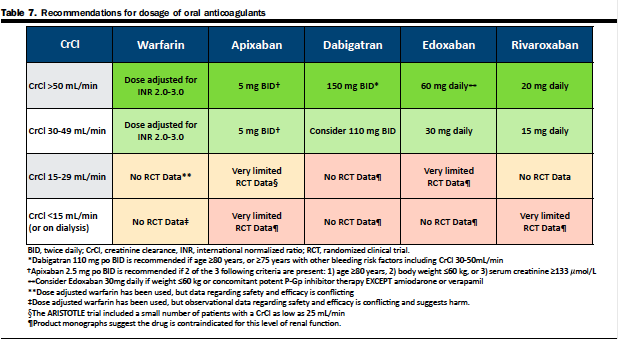 Table 7. Recommendations for dosage of oral anticoagulants
CrCl Warfarin Apixaban Dabigatran Edoxaban Rivaroxaban
CrCl >50 mL/min Dose adjusted for INR 2.0-3.0 5 mg BID† 150 mg BID* 60 mg daily** 20 mg daily
CrCl 30-49 mL/min Dose adjusted for INR 2.0-3.0 5 mg BID† Consider 110 mg BID 30 mg daily 15 mg daily
CrCl 15-29 mL/min No RCT Data** Very limited RCT Data§ No RCT Data¶ Very limited RCT Data¶ No RCT Data
CrCl <15 mL/min (or on dialysis) No RCT Data‡ Very limited RCT Data¶ No RCT Data¶ No RCT Data¶ Very limited RCT Data¶
BID, twice daily; CrCl, creatinine clearance, INR, international normalized ratio; RCT, randomized clinical trial.
*Dabigatran 110 mg po BID is recommended if age ≥80 years, or ≥75 years with other bleeding risk factors including CrCl 30-50mL/min
†Apixaban 2.5 mg po BID is recommended if 2 of the 3 following criteria are present: 1) age ≥80 years, 2) body weight ≤60 kg, or 3) serum creatinine ≥133 µmol/L
Consider Edoxaban 30mg daily if weight ≤60 kg or concomitant potent P-Gp inhibitor therapy EXCEPT amiodarone or verapamil
**Dose adjusted warfarin has been used, but data regarding safety and efficacy is conflicting
‡Dose adjusted warfarin has been used, but observational data regarding safety and efficacy is conflicting and suggests harm.
§The ARISTOTLE trial included a small number of patients with a CrCl as low as 25 mL/min
¶Product monographs suggest the drug is contraindicated for this level of renal function.